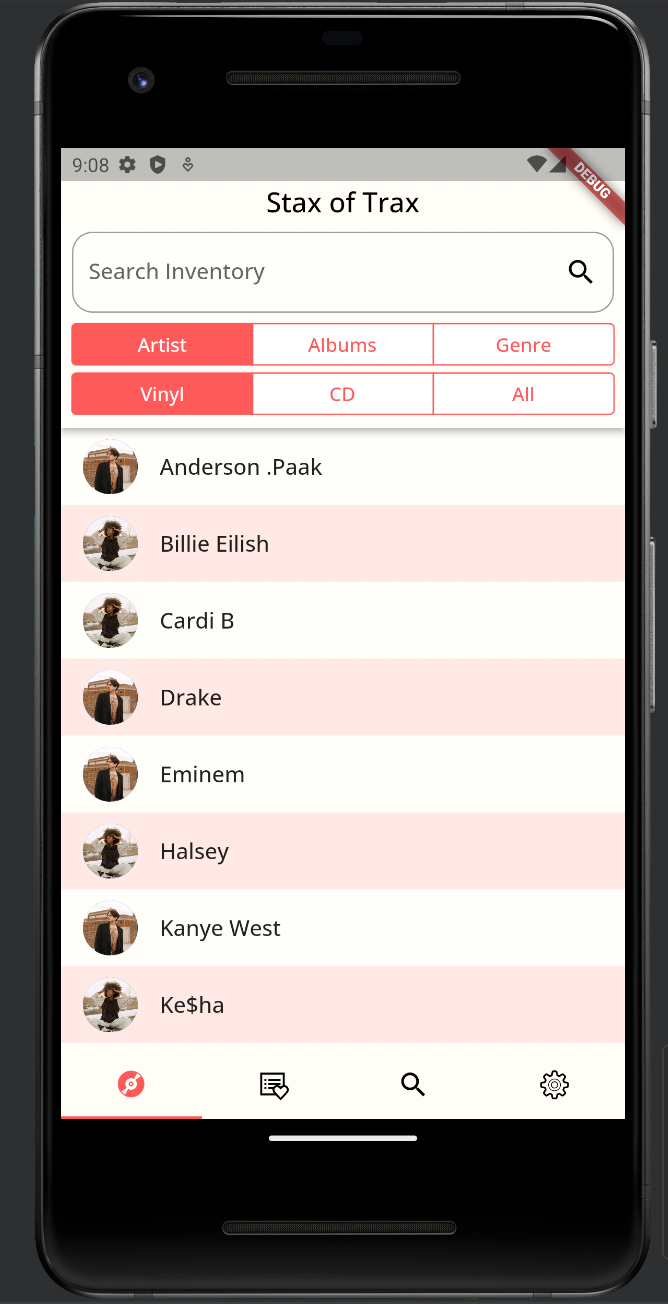 9:08
DEBUG
Stax of Trax
Search Inventory
Artist Albums Genre
Vinyl CD All
Anderson .Paak
Billie Eilish
Cardi B
Drake
Eminem
Halsey
Kanye West
Ke$ha